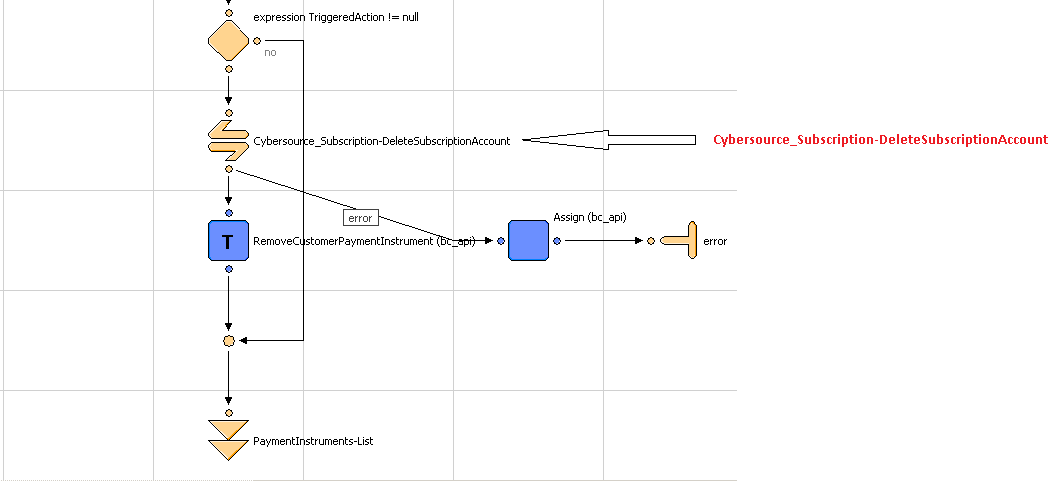 expression TriggeredAction != null
no
Cybersource_Subscription-DeleteSubscriptionAccount
Cybersource_Subscription-DeleteSubscriptionAccount
error
Assign (bc_api)
T
RemoveCustomerPaymentInstrument (bc_api)
error
PaymentInstruments-List